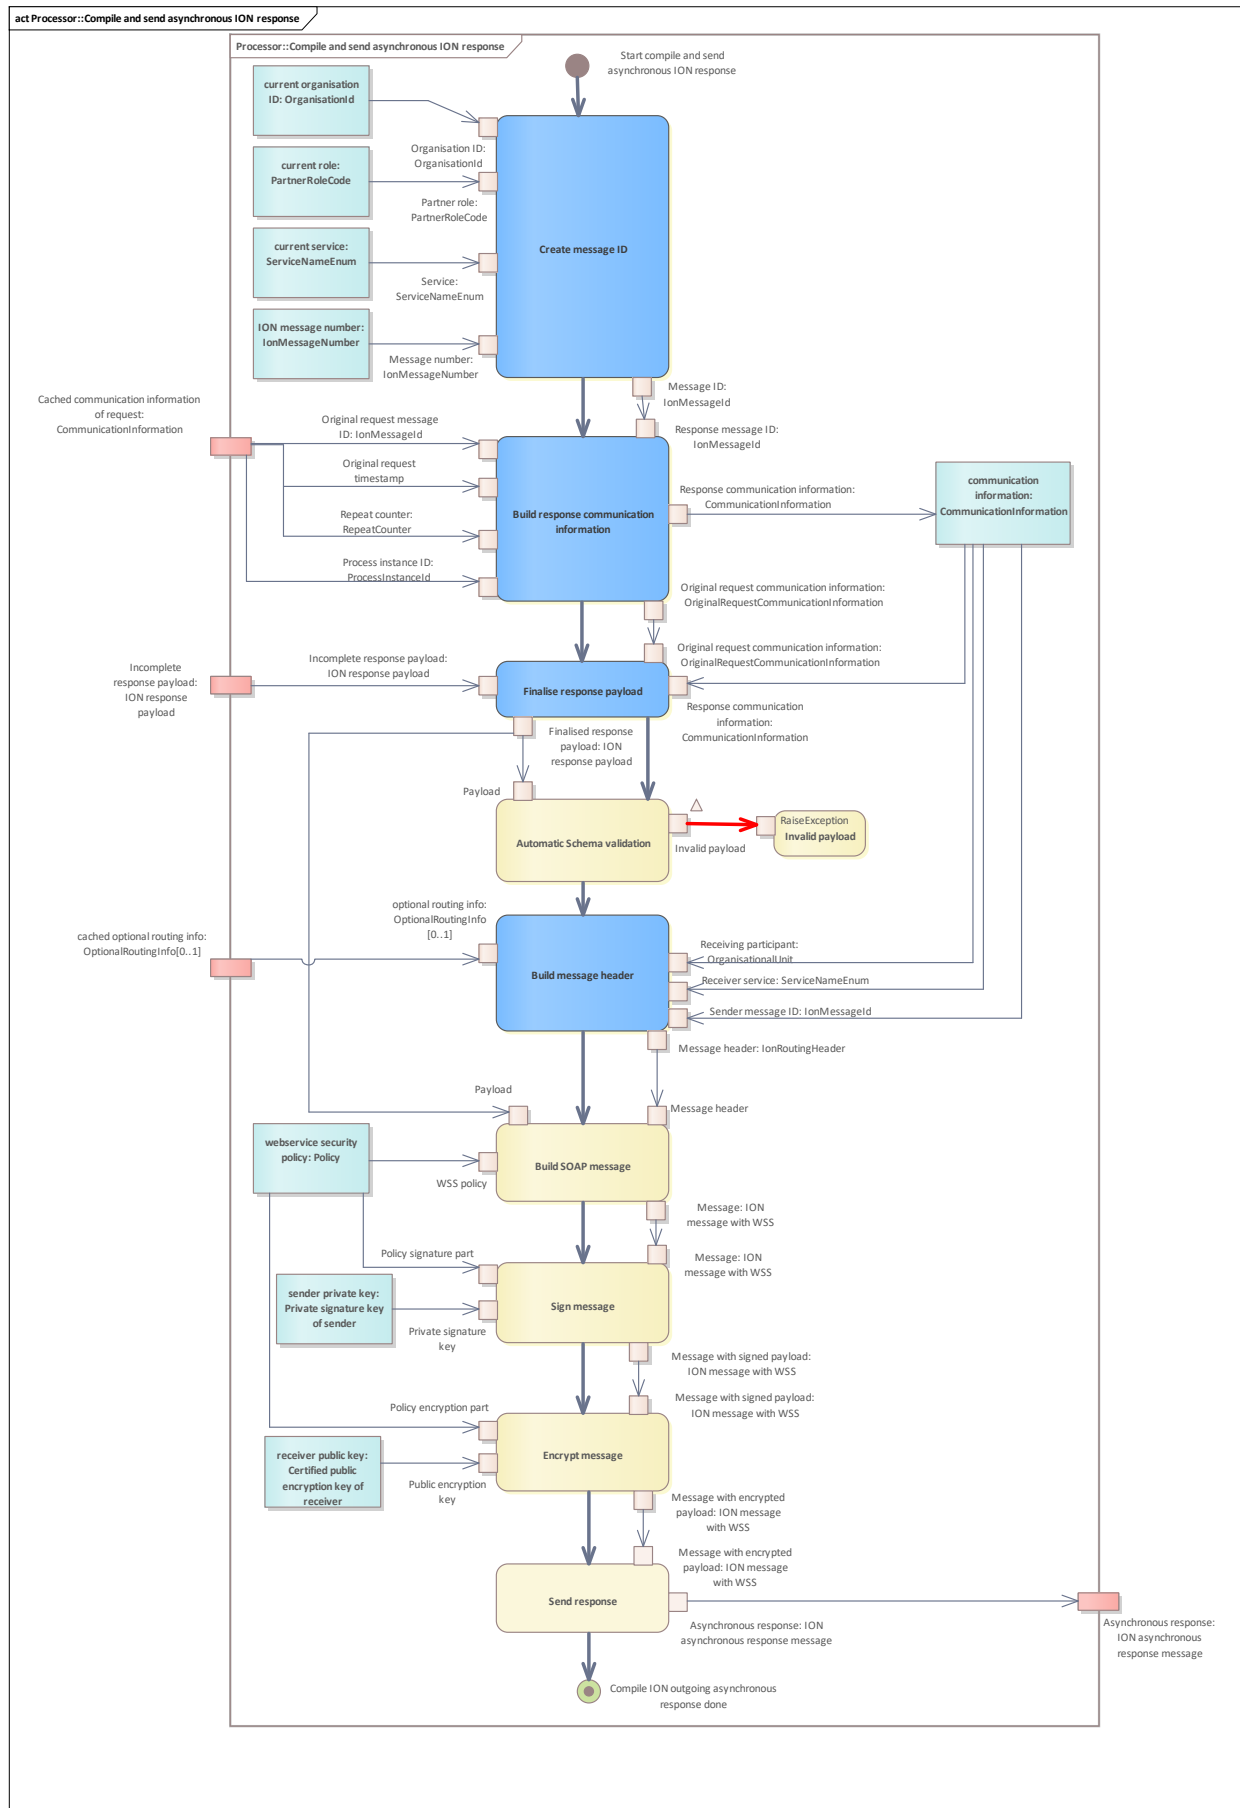 act Processor::Compile and send asynchronous ION response
Processor::Compile and send asynchronous ION response
Start compile and send
asynchronous ION response
current organisation
ID: OrganisationId
Organisation ID:
OrganisationId
current role:
PartnerRoleCode
Partner role:
PartnerRoleCode
Create message ID
current service:
ServiceNameEnum
Service:
ServiceNameEnum
ION message number:
IonMessageNumber
Message number:
IonMessageNumber
Message ID:
IonMessageId
Cached communication information
of request:
CommunicationInformation
Original request message
ID: IonMessageId
Response message ID:
IonMessageId
Original request
timestamp
Repeat counter:
RepeatCounter
Process instance ID:
ProcessInstanceId
Build response communication
information
Response communication information:
CommunicationInformation
communication
information:
CommunicationInformation
Original request communication information:
OriginalRequestCommunicationInformation
Original request communication information:
OriginalRequestCommunicationInformation
Incomplete
response payload:
ION response
payload
Incomplete response payload:
ION response payload
Finalise response payload
Response communication
information:
CommunicationInformation
Finalised response
payload: ION
response payload
Payload
Automatic Schema validation
Invalid payload
RaiseException
Invalid payload
optional routing info:
OptionalRoutingInfo
[0..1]
cached optional routing info:
OptionalRoutingInfo[0..1]
Build message header
Receiving participant:
OrganisationalUnit
Receiver service: ServiceNameEnum
Sender message ID: IonMessageId
Message header: IonRoutingHeader
Payload
Message header
webservice security
policy: Policy
WSS policy
Build SOAP message
Message: ION
message with WSS
Message: ION
message with WSS
Policy signature part
sender private key:
Private signature key
of sender
Private signature
key
Sign message
Message with signed payload:
ION message with WSS
Message with signed payload:
ION message with WSS
Policy encryption part
receiver public key:
Certified public
encryption key of
receiver
Public encryption
key
Encrypt message
Message with encrypted
payload: ION message
with WSS
Message with encrypted
payload: ION message
with WSS
Send response
Asynchronous response: ION
asynchronous response message
Asynchronous response:
ION asynchronous
response message
Compile ION outgoing asynchronous
response done